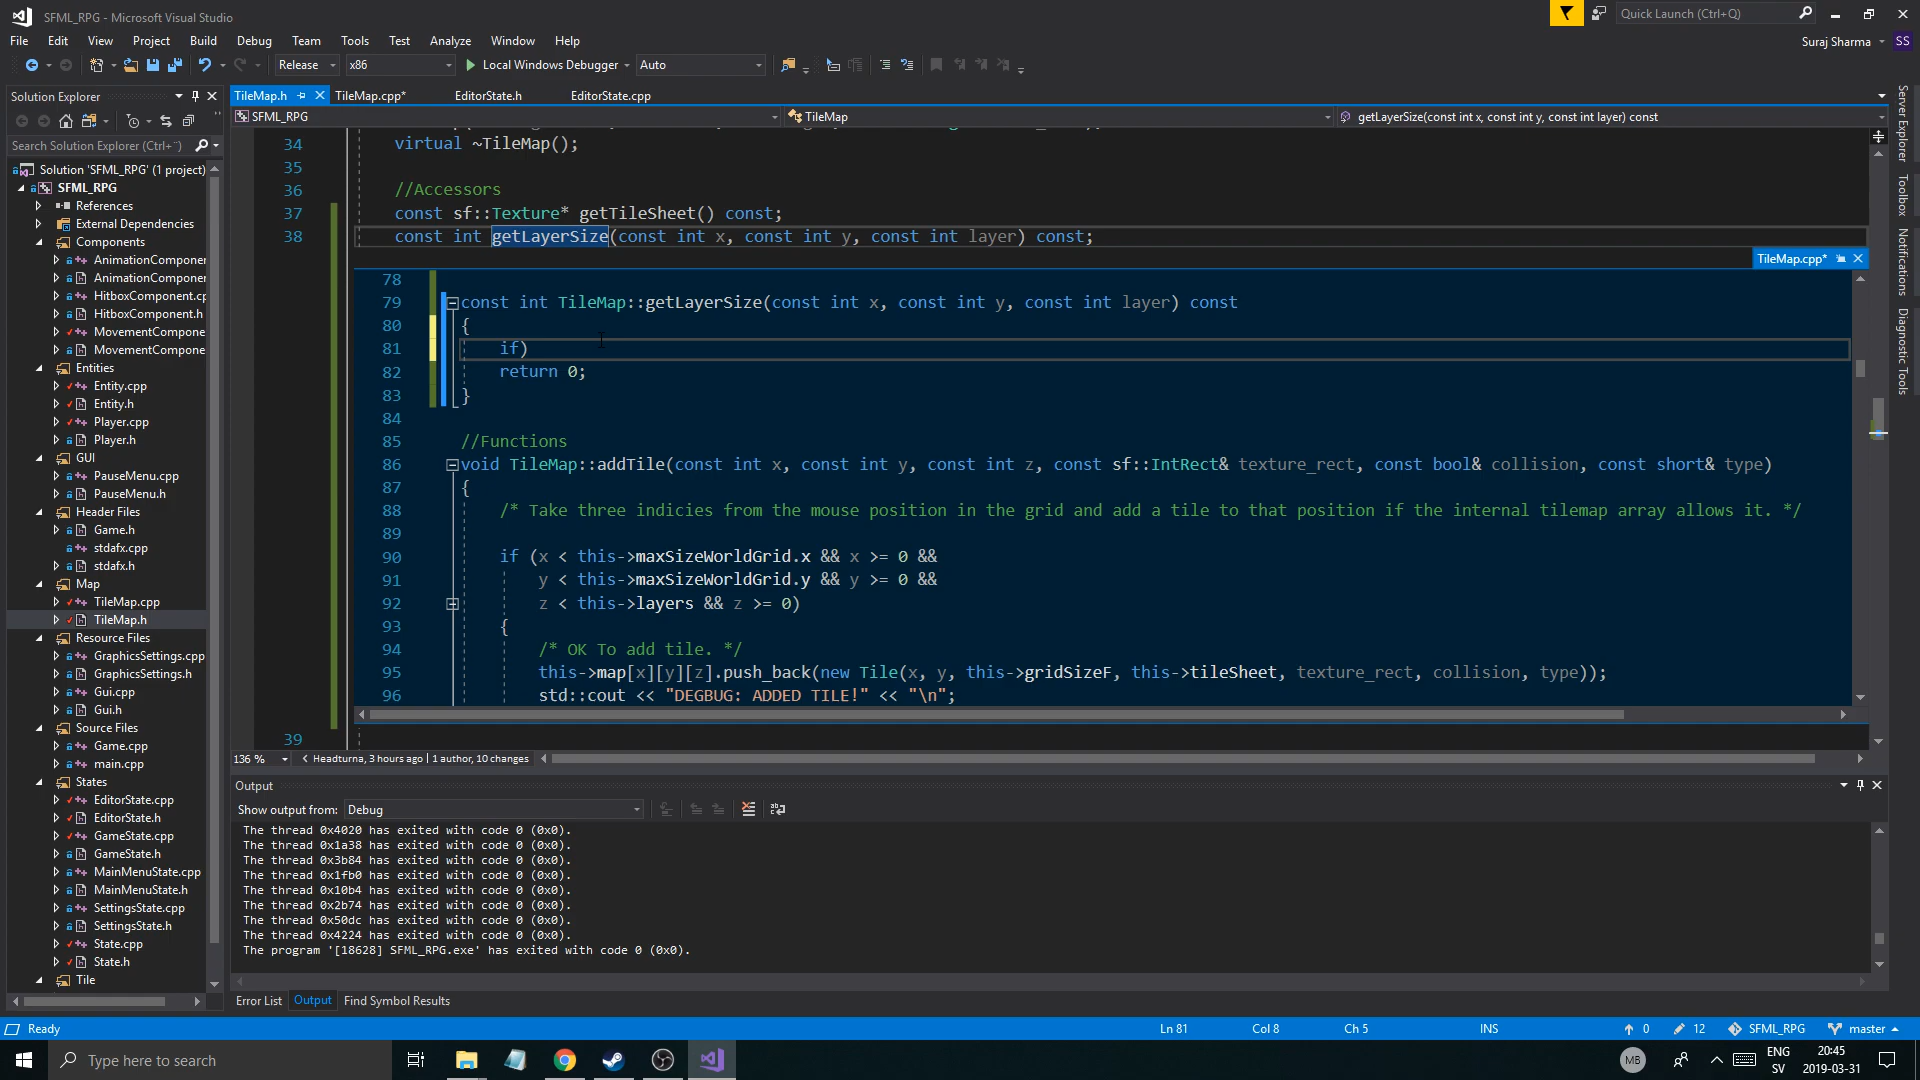 SFML_RPG - Microsoft Visual Studio
Quick Launch (Ctrl+Q)
File Edit View Project Build Debug Team Tools Test Analyze Window Help
Suraj Sharma SS
Release x86 Local Windows Debugger Auto
Solution Explorer
TileMap.h TileMap.cpp* EditorState.h EditorState.cpp
SFML_RPG TileMap getLayerSize(const int x, const int y, const int layer) const
Search Solution Explorer (Ctrl+¨)
Solution 'SFML_RPG' (1 project)
SFML_RPG
References
External Dependencies
Components
AnimationComponer
AnimationComponer
HitboxComponent.cp
HitboxComponent.h
MovementCompone
MovementCompone
Entities
Entity.cpp
Entity.h
Player.cpp
Player.h
GUI
PauseMenu.cpp
PauseMenu.h
Header Files
Game.h
stdafx.cpp
stdafx.h
Map
TileMap.cpp
TileMap.h
Resource Files
GraphicsSettings.cpp
GraphicsSettings.h
Gui.cpp
Gui.h
Source Files
Game.cpp
main.cpp
States
EditorState.cpp
EditorState.h
GameState.cpp
GameState.h
MainMenuState.cpp
MainMenuState.h
SettingsState.cpp
SettingsState.h
State.cpp
State.h
Tile
34 virtual ~TileMap();
35
36 //Accessors
37 const sf::Texture* getTileSheet() const;
38 const int getLayerSize(const int x, const int y, const int layer) const;
TileMap.cpp*
78
79 const int TileMap::getLayerSize(const int x, const int y, const int layer) const
80 {
81 if)
82 return 0;
83 }
84
85 //Functions
86 void TileMap::addTile(const int x, const int y, const int z, const sf::IntRect& texture_rect, const bool& collision, const short& type)
87 {
88 /* Take three indicies from the mouse position in the grid and add a tile to that position if the internal tilemap array allows it. */
89
90 if (x < this->maxSizeWorldGrid.x && x >= 0 &&
91 y < this->maxSizeWorldGrid.y && y >= 0 &&
92 z < this->layers && z >= 0)
93 {
94 /* OK To add tile. */
95 this->map[x][y][z].push_back(new Tile(x, y, this->gridSizeF, this->tileSheet, texture_rect, collision, type));
96 std::cout << "DEGBUG: ADDED TILE!" << "\n";
39
136 % Headturna, 3 hours ago | 1 author, 10 changes
Server Explorer
Toolbox
Notifications
Diagnostic Tools
Output
Show output from: Debug
The thread 0x4020 has exited with code 0 (0x0).
The thread 0x1a38 has exited with code 0 (0x0).
The thread 0x3b84 has exited with code 0 (0x0).
The thread 0x1fb0 has exited with code 0 (0x0).
The thread 0x10b4 has exited with code 0 (0x0).
The thread 0x2b74 has exited with code 0 (0x0).
The thread 0x50dc has exited with code 0 (0x0).
The thread 0x4224 has exited with code 0 (0x0).
The program '[18628] SFML_RPG.exe' has exited with code 0 (0x0).
Error List Output Find Symbol Results
Ready Ln 81 Col 8 Ch 5 INS 0 12 SFML_RPG master
Type here to search
MB
ENG
SV
20:45
2019-03-31